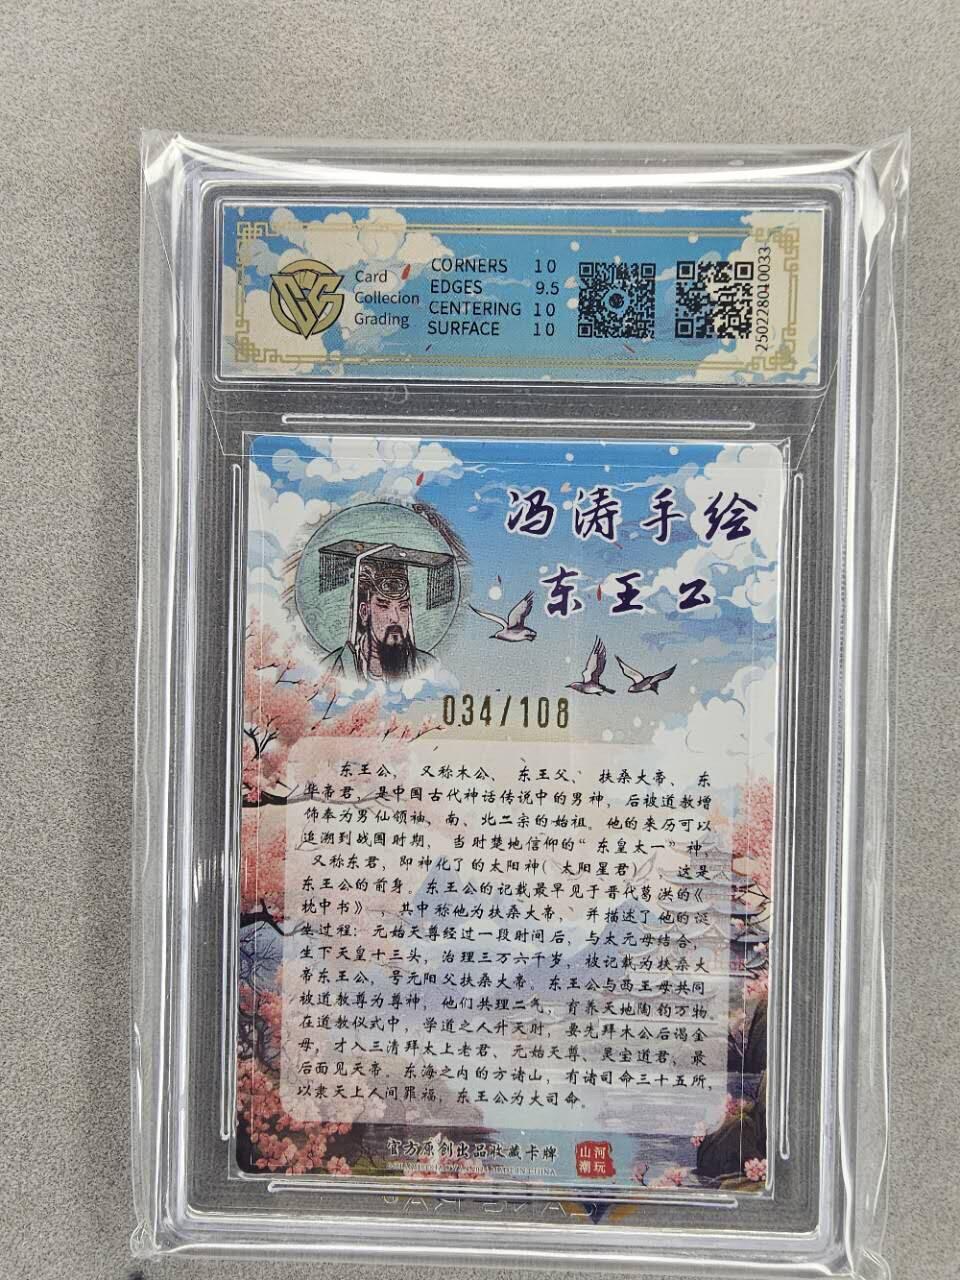 Card
Collecion
Grading
CORNERS 10
EDGES 9.5
CENTERING 10
SURFACE 10
250228010033
冯涛手绘
东王公
034/108
东王公，又称木公、东王父、扶桑大帝、东
华帝君，是中国古代神话传说中的男神，后被道教增
饰奉为男仙领袖、南、北二宗的始祖。他的来历可以
追溯到战国时期，当时楚地信仰的“东皇太一”神，
又称东君，即神化了的太阳神(太阳星君)，这是
东王公的前身。东王公的记载最早见于晋代葛洪的《
枕中书》，其中称他为扶桑大帝，并描述了他的诞
生过程：元始天尊经过一段时间后，与太元母结合，
生下天皇十三头，治理三万六千岁，被记载为扶桑大
帝东王公，号元阳父扶桑大帝。东王公与西王母共同
被道教尊为尊神，他们共理二气，育养天地陶钧万物。
在道教仪式中，学道之人升天时，要先拜木公后谒金
母，才入三清拜太上老君、元始天尊、灵宝道君，最
后面见天帝。东海之内的方诸山，有诸司命三十五所，
以隶天上人间罪福，东王公为大司命。
官方原创出品收藏卡牌
山河
潮玩